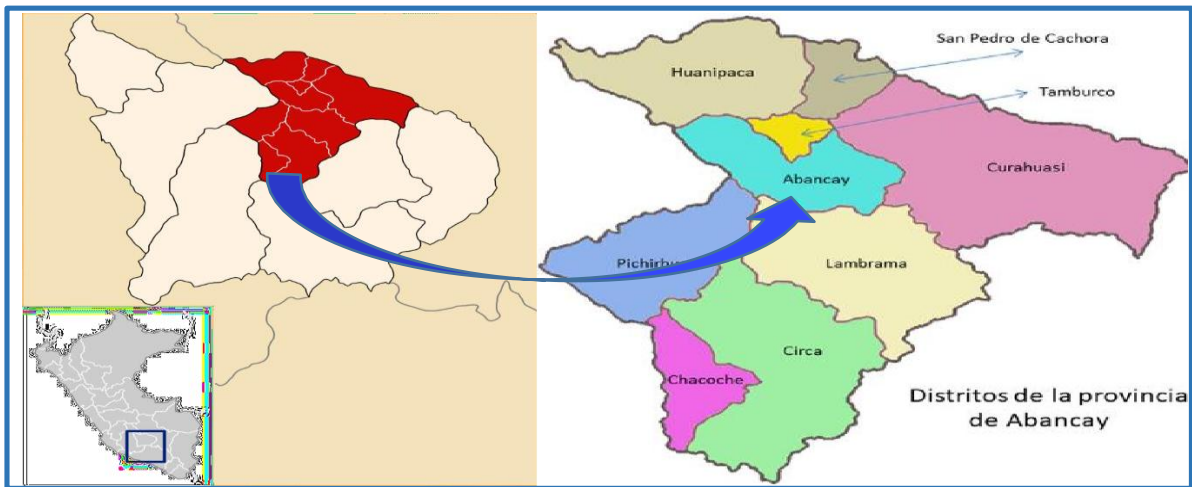 San Pedro de Cachora
Huanipaca
Tamburco
Curahuasi
Abancay
Lambrama
Circa
Chacoche
Distritos de la provincia
de Abancay